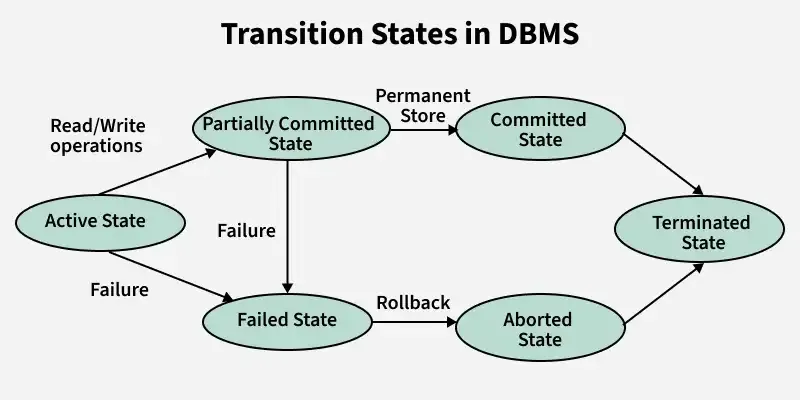 Transition States in DBMS
Permanent
Store
Read/Write
operations
Partially Committed
State
Committed
State
Active State
Failure
Terminated
State
Failure
Failed State
Rollback
Aborted
State